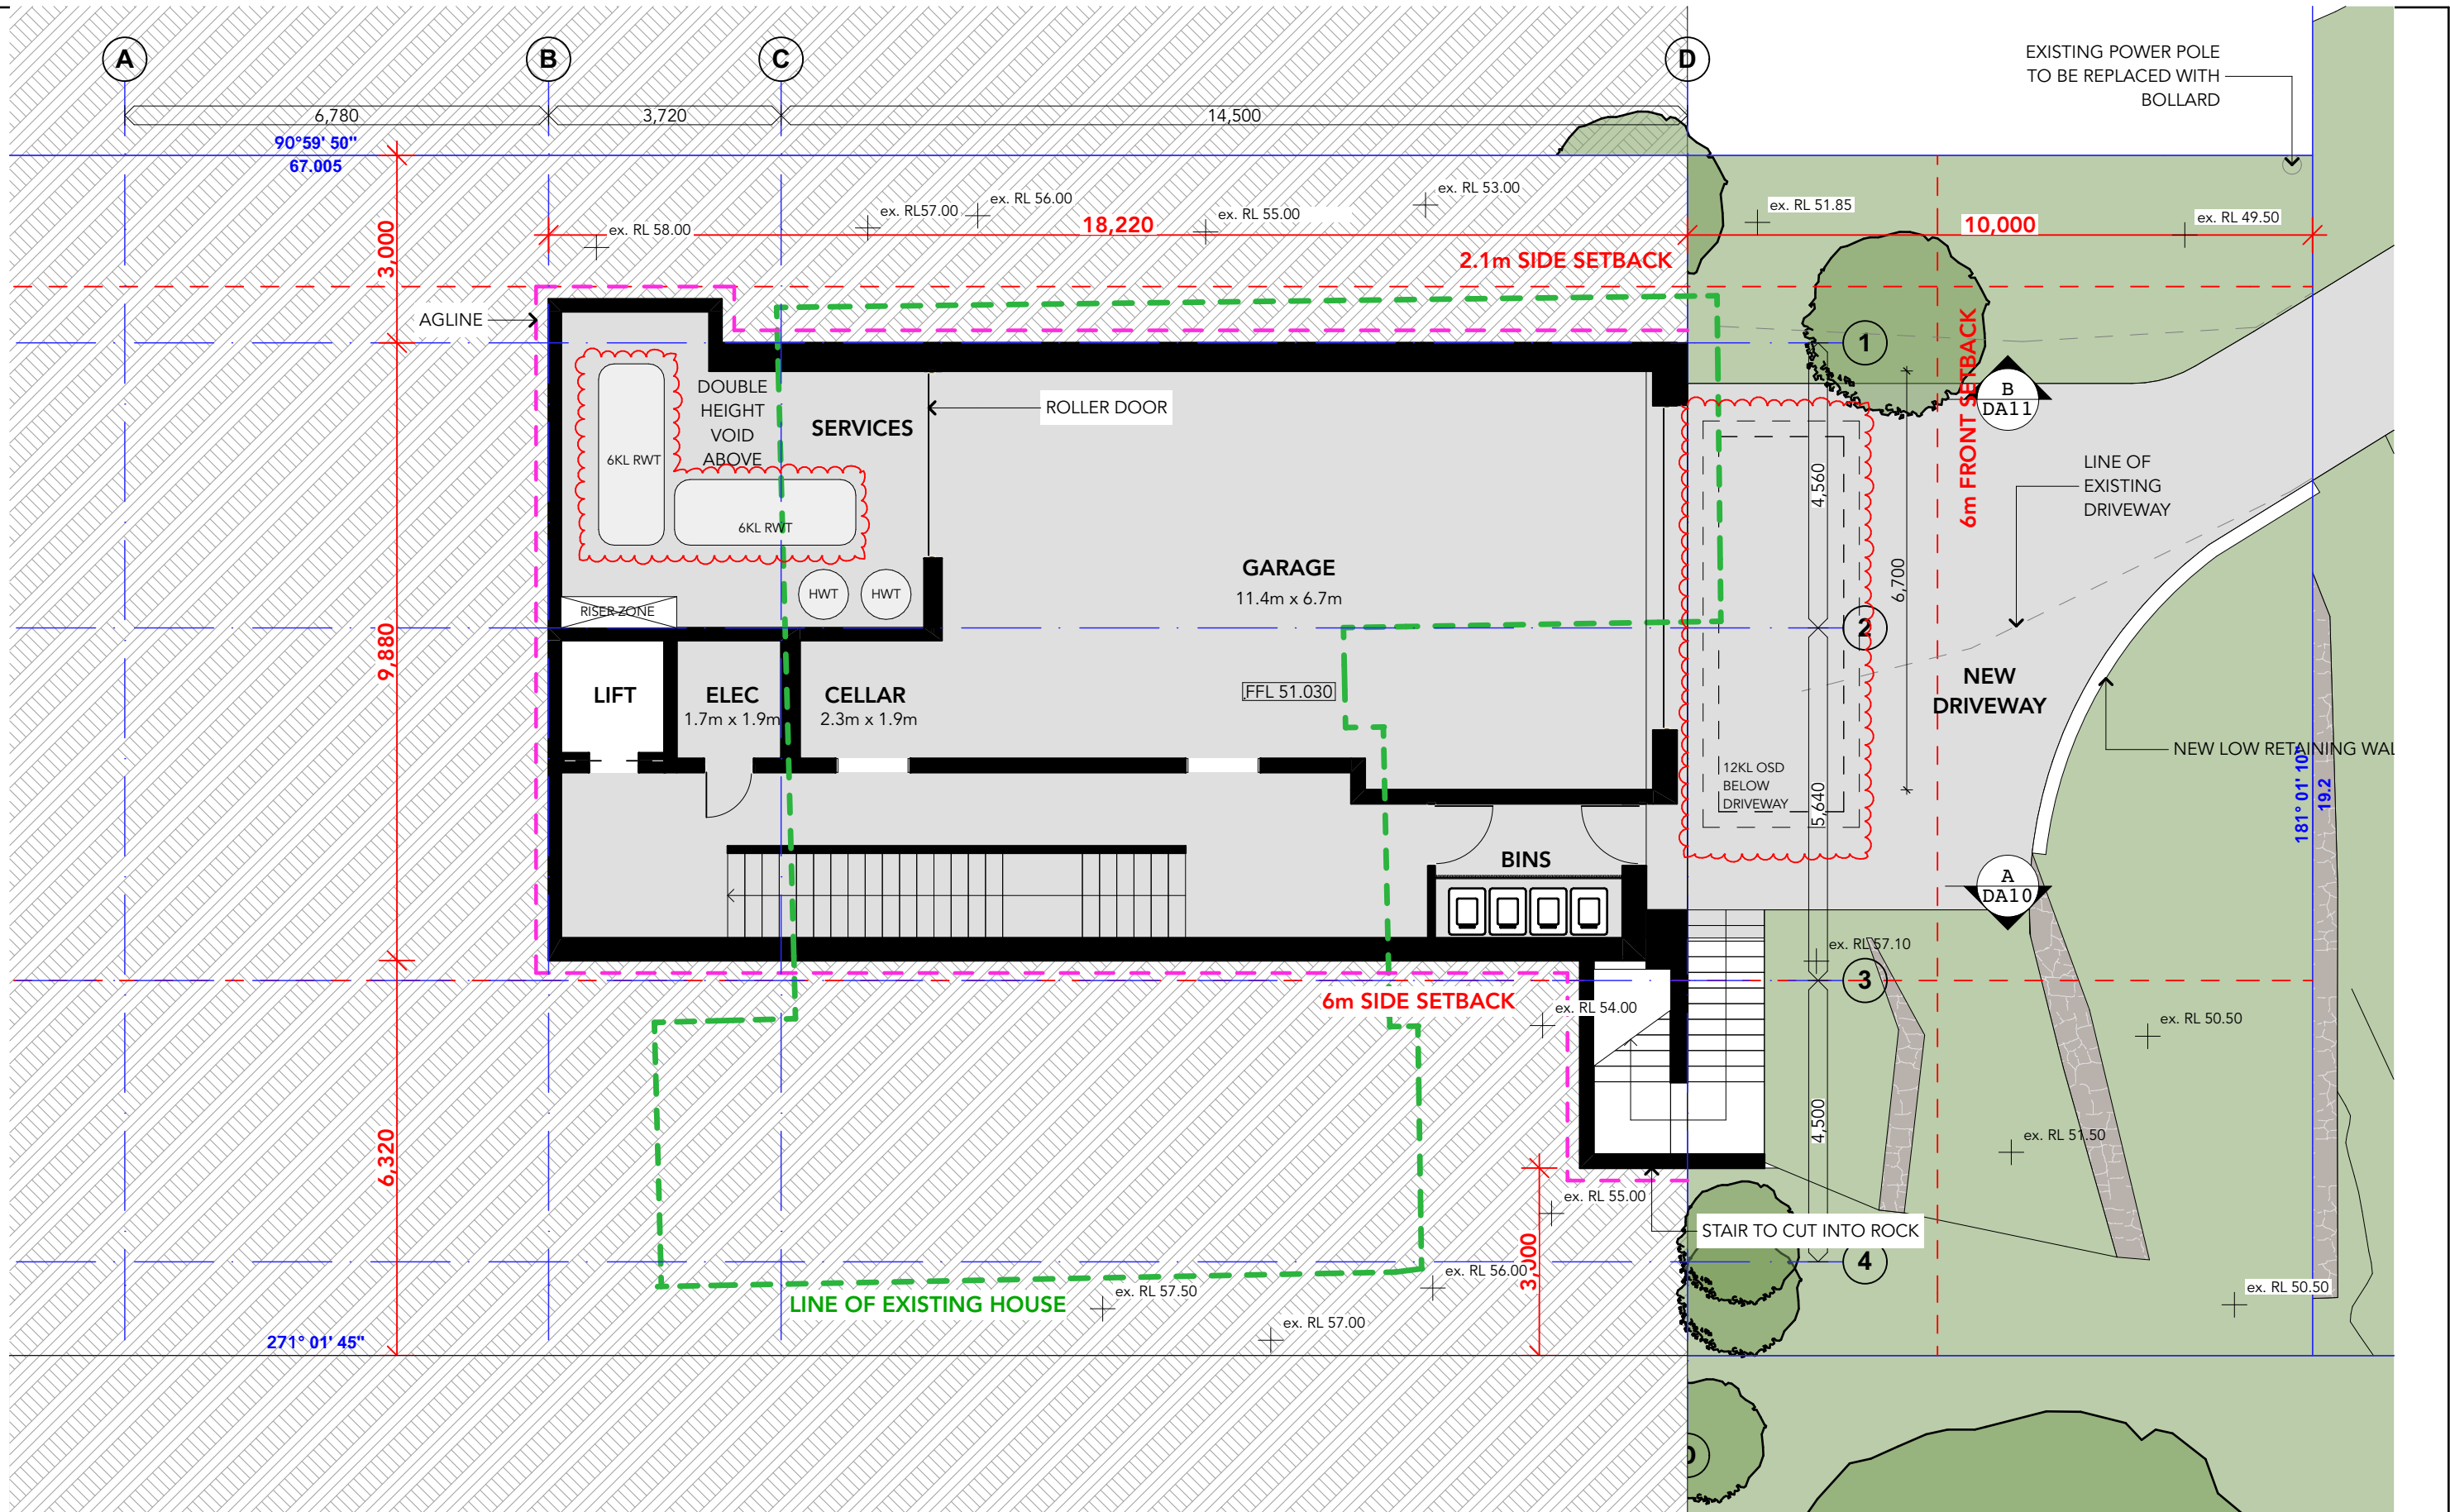 A
B
C
D
EXISTING POWER POLE
TO BE REPLACED WITH
BOLLARD
6,780
3,720
14,500
90°59' 50"
67.005
ex. RL 58.00
ex. RL57.00
ex. RL 56.00
ex. RL 55.00
ex. RL 53.00
ex. RL 51.85
ex. RL 49.50
18,220
10,000
3,000
2.1m SIDE SETBACK
AGLINE
1
6m FRONT SETBACK
B
DA11
DOUBLE
HEIGHT
VOID
ABOVE
SERVICES
ROLLER DOOR
6KL RWT
6KL RWT
4,560
LINE OF
EXISTING
DRIVEWAY
6,700
GARAGE
11.4m x 6.7m
HWT
HWT
RISER ZONE
2
9,880
LIFT
ELEC
1.7m x 1.9m
CELLAR
2.3m x 1.9m
FFL 51.030
NEW
DRIVEWAY
NEW LOW RETAINING WAL
12KL OSD
BELOW
DRIVEWAY
5,640
181° 01' 10"
19.2
BINS
A
DA10
ex. RL 57.10
3
6m SIDE SETBACK
ex. RL 54.00
ex. RL 50.50
4,500
ex. RL 51.50
6,320
ex. RL 55.00
STAIR TO CUT INTO ROCK
3,000
4
ex. RL 56.00
ex. RL 57.50
ex. RL 50.50
LINE OF EXISTING HOUSE
ex. RL 57.00
271° 01' 45"